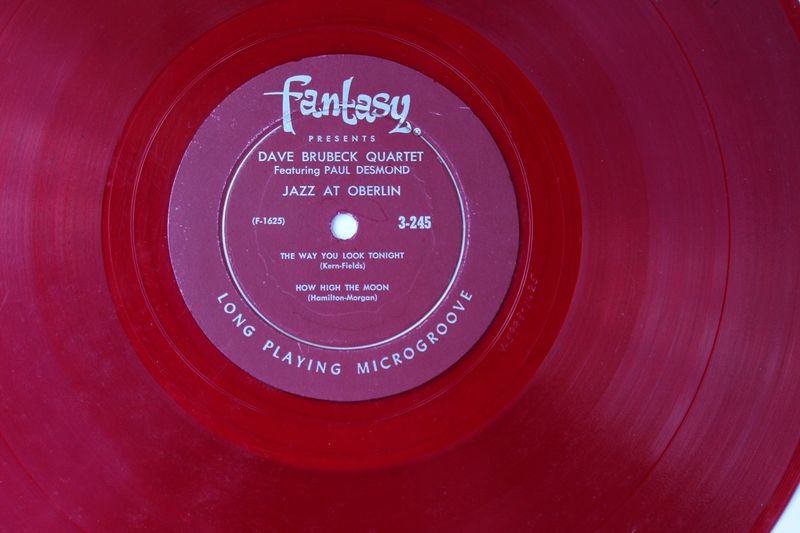 Fantasy®
PRESENTS
DAVE BRUBECK QUARTET
Featuring PAUL DESMOND
JAZZ AT OBERLIN
(F-1625) 3-245
THE WAY YOU LOOK TONIGHT
(Kern-Fields)
HOW HIGH THE MOON
(Hamilton-Morgan)
LONG PLAYING MICROGROOVE